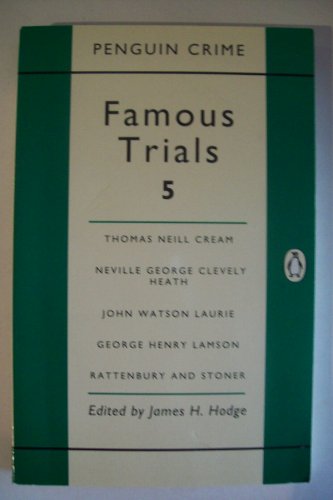 PENGUIN CRIME
Famous
Trials
5
THOMAS NEILL CREAM
NEVILLE GEORGE CLEVELY
HEATH
JOHN WATSON LAURIE
GEORGE HENRY LAMSON
RATTENBURY AND STONER
Edited by James H. Hodge